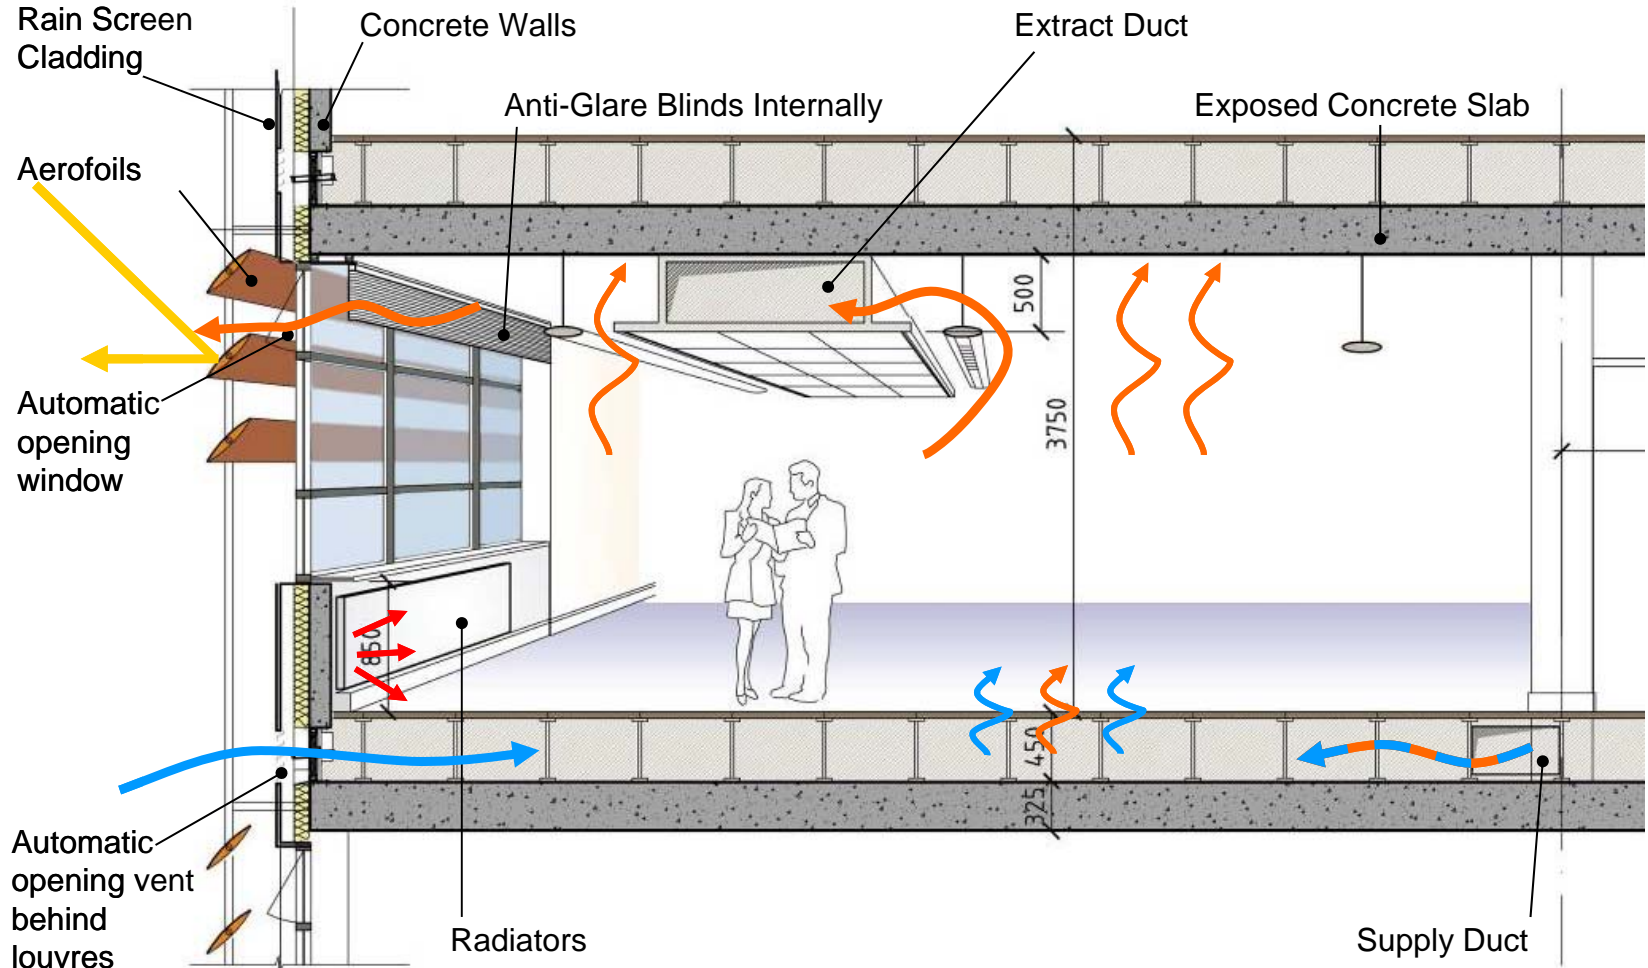 Rain Screen
Cladding
Concrete Walls
Extract Duct
Anti-Glare Blinds Internally
Exposed Concrete Slab
Aerofoils
500
Automatic
opening
window
3750
850
450
325
Automatic
opening vent
behind
louvres
Radiators
Supply Duct